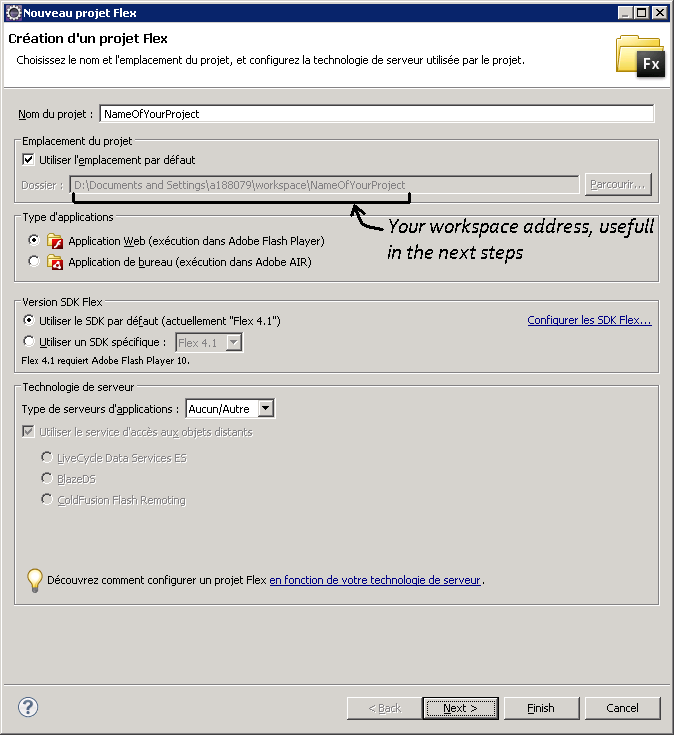 Nouveau projet Flex
Création d'un projet Flex
Choisissez le nom et l'emplacement du projet, et configurez la technologie de serveur utilisée par le projet.
Fx
Nom du projet : NameOfYourProject
Emplacement du projet
Utiliser l'emplacement par défaut
Dossier : D:\Documents and Settings\a188079\workspace\NameOfYourProject Parcourir...
Type d'applications
Your workspace address, usefull
Application Web (exécution dans Adobe Flash Player)
in the next steps
Application de bureau (exécution dans Adobe AIR)
Version SDK Flex
Utiliser le SDK par défaut (actuellement "Flex 4.1") Configurer les SDK Flex...
Utiliser un SDK spécifique : Flex 4.1
Flex 4.1 requiert Adobe Flash Player 10.
Technologie de serveur
Type de serveurs d'applications : Aucun/Autre
Utiliser le service d'accès aux objets distants
LiveCycle Data Services ES
BlazeDS
ColdFusion Flash Remoting
Découvrez comment configurer un projet Flex en fonction de votre technologie de serveur.
? < Back Next > Finish Cancel